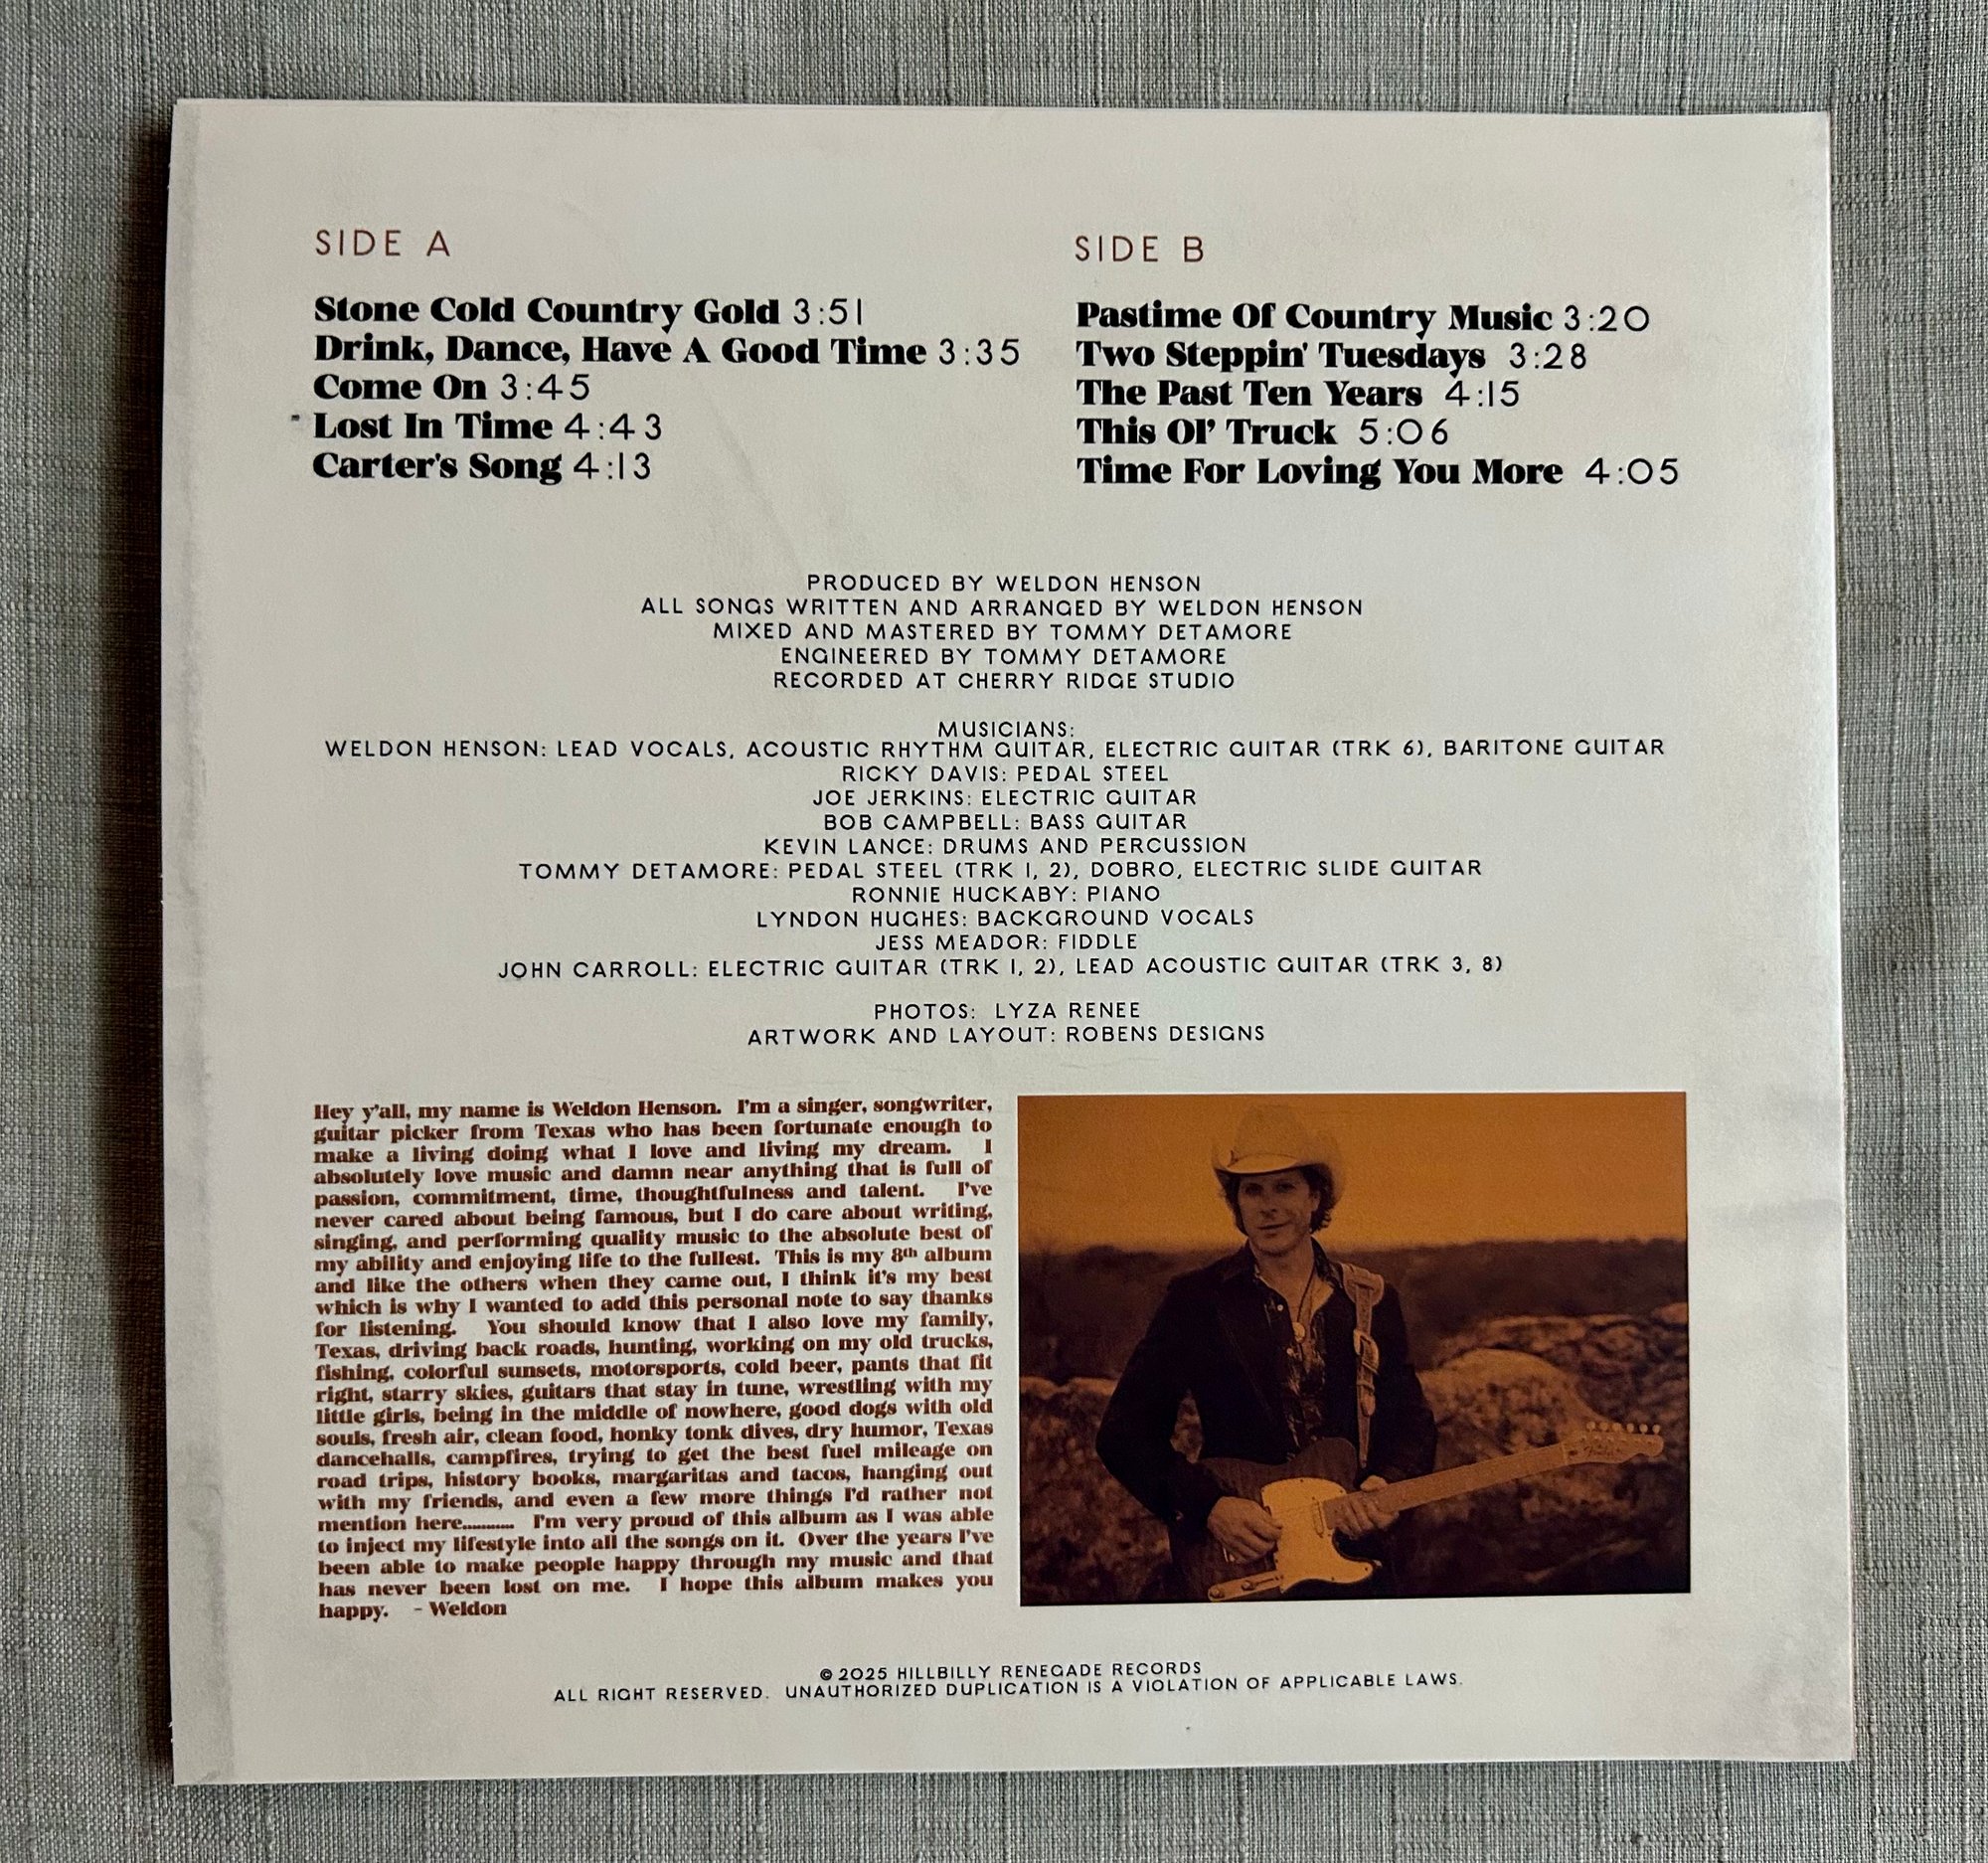 SIDE A
Stone Cold Country Gold 3:51
Drink, Dance, Have A Good Time 3:35
Come On 3:45
Lost In Time 4:43
Carter's Song 4:13
SIDE B
Pastime Of Country Music 3:20
Two Steppin' Tuesdays 3:28
The Past Ten Years 4:15
This Ol' Truck 5:06
Time For Loving You More 4:05
PRODUCED BY WELDON HENSON
ALL SONGS WRITTEN AND ARRANGED BY WELDON HENSON
MIXED AND MASTERED BY TOMMY DETAMORE
ENGINEERED BY TOMMY DETAMORE
RECORDED AT CHERRY RIDGE STUDIO
MUSICIANS:
WELDON HENSON: LEAD VOCALS, ACOUSTIC RHYTHM GUITAR, ELECTRIC GUITAR (TRK 6), BARITONE GUITAR
RICKY DAVIS: PEDAL STEEL
JOE JERKINS: ELECTRIC GUITAR
BOB CAMPBELL: BASS GUITAR
KEVIN LANCE: DRUMS AND PERCUSSION
TOMMY DETAMORE: PEDAL STEEL (TRK 1, 2), DOBRO, ELECTRIC SLIDE GUITAR
RONNIE HUCKABY: PIANO
LYNDON HUGHES: BACKGROUND VOCALS
JESS MEADOR: FIDDLE
JOHN CARROLL: ELECTRIC GUITAR (TRK 1, 2), LEAD ACOUSTIC GUITAR (TRK 3, 8)
PHOTOS: LYZA RENEE
ARTWORK AND LAYOUT: ROBENS DESIGNS
Hey y'all, my name is Weldon Henson. I'm a singer, songwriter,
guitar picker from Texas who has been fortunate enough to
make a living doing what I love and living my dream. I
absolutely love music and damn near anything that is full of
passion, commitment, time, thoughtfulness and talent. I've
never cared about being famous, but I do care about writing,
singing, and performing quality music to the absolute best of
my ability and enjoying life to the fullest. This is my 8th album
and like the others when they came out, I think it's my best
which is why I wanted to add this personal note to say thanks
for listening. You should know that I also love my family,
Texas, driving back roads, hunting, working on my old trucks,
fishing, colorful sunsets, motorsports, cold beer, pants that fit
right, starry skies, guitars that stay in tune, wrestling with my
little girls, being in the middle of nowhere, good dogs with old
souls, fresh air, clean food, honky tonk dives, dry humor, Texas
dancehalls, campfires, trying to get the best fuel mileage on
road trips, history books, margaritas and tacos, hanging out
with my friends, and even a few more things I'd rather not
mention here............ I'm very proud of this album as I was able
to inject my lifestyle into all the songs on it. Over the years I've
been able to make people happy through my music and that
has never been lost on me. I hope this album makes you
happy. - Weldon
©2025 HILLBILLY RENEGADE RECORDS
ALL RIGHT RESERVED. UNAUTHORIZED DUPLICATION IS A VIOLATION OF APPLICABLE LAWS.